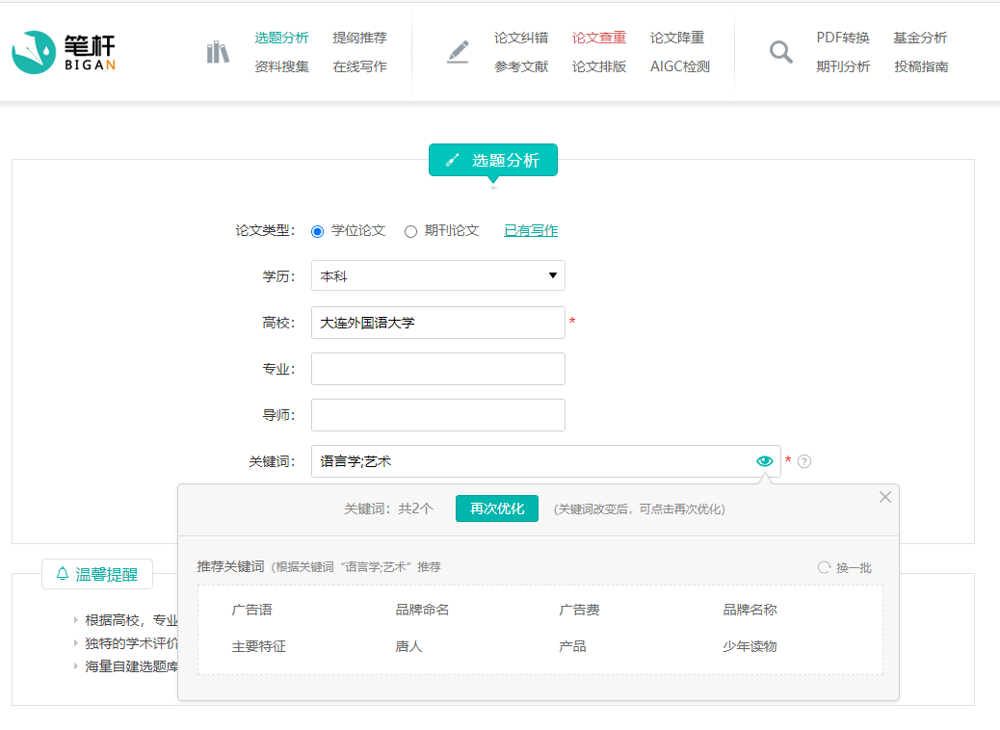 笔杆
BIGAN
选题分析 提纲推荐 论文纠错 论文查重 论文降重 PDF转换 基金分析
资料搜集 在线写作 参考文献 论文排版 AIGC检测 期刊分析 投稿指南
选题分析
论文类型: 学位论文 期刊论文 已有写作
学历: 本科
高校: 大连外国语大学 *
专业:
导师:
关键词: 语言学;艺术 * ?
关键词: 共2个 再次优化 (关键词改变后，可点击再次优化)
推荐关键词 (根据关键词“语言学;艺术”推荐 换一批
广告语 品牌命名 广告费 品牌名称
主要特征 唐人 产品 少年读物
温馨提醒
根据高校，专业
独特的学术评价
海量自建选题库